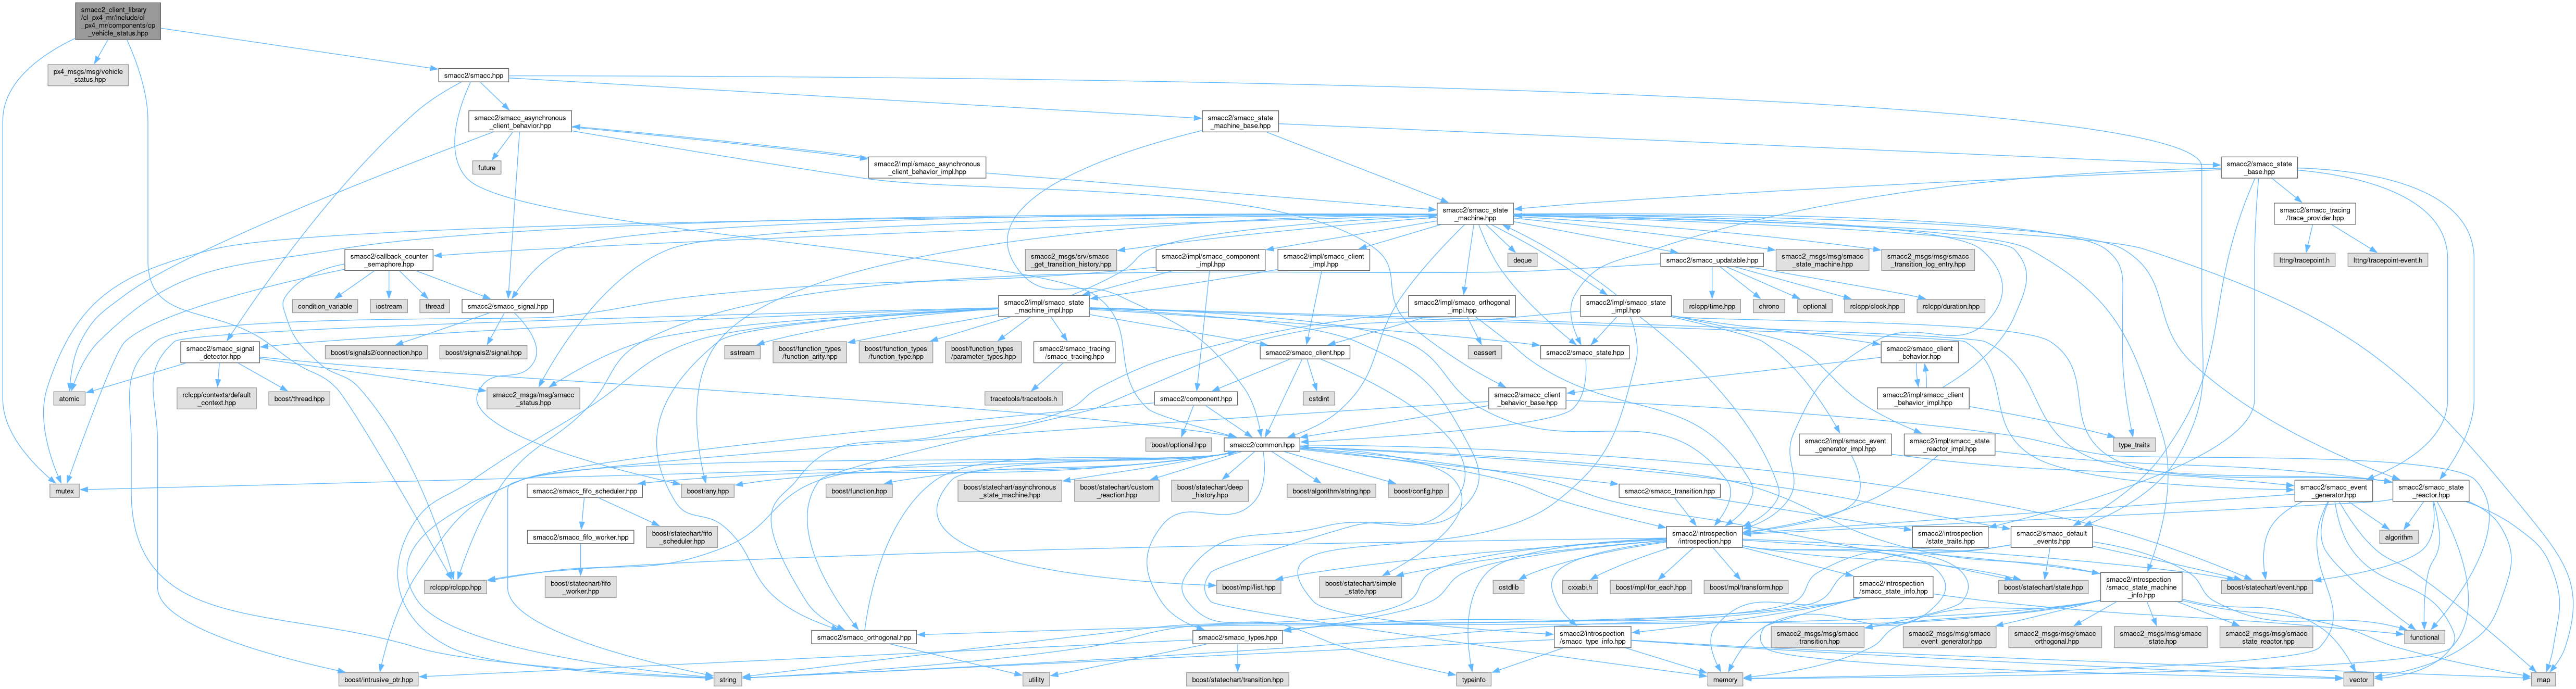 smacc2_client_library
/cl_px4_mr/include/cl
_px4_mr/components/cp
_vehicle_status.hpp
px4_msgs/msg/vehicle
_status.hpp
smacc2/smacc.hpp
smacc2/smacc_asynchronous
_client_behavior.hpp
smacc2/smacc_state
_machine_base.hpp
future
smacc2/impl/smacc_asynchronous
_client_behavior_impl.hpp
smacc2/smacc_state
_base.hpp
smacc2/smacc_state
_machine.hpp
smacc2/smacc_tracing
/trace_provider.hpp
smacc2/callback_counter
_semaphore.hpp
smacc2_msgs/srv/smacc
_get_transition_history.hpp
smacc2/impl/smacc_component
_impl.hpp
smacc2/impl/smacc_client
_impl.hpp
deque
smacc2/smacc_updatable.hpp
smacc2_msgs/msg/smacc
_state_machine.hpp
smacc2_msgs/msg/smacc
_transition_log_entry.hpp
lttng/tracepoint.h
lttng/tracepoint-event.h
condition_variable
iostream
thread
smacc2/smacc_signal.hpp
smacc2/impl/smacc_state
_machine_impl.hpp
smacc2/impl/smacc_orthogonal
_impl.hpp
smacc2/impl/smacc_state
_impl.hpp
rclcpp/time.hpp
chrono
optional
rclcpp/clock.hpp
rclcpp/duration.hpp
smacc2/smacc_signal
_detector.hpp
boost/signals2/connection.hpp
boost/signals2/signal.hpp
sstream
boost/function_types
/function_arity.hpp
boost/function_types
/function_type.hpp
boost/function_types
/parameter_types.hpp
smacc2/smacc_tracing
/smacc_tracing.hpp
smacc2/smacc_client.hpp
cassert
smacc2/smacc_state.hpp
smacc2/smacc_client
_behavior.hpp
atomic
rclcpp/contexts/default
_context.hpp
boost/thread.hpp
smacc2_msgs/msg/smacc
_status.hpp
tracetools/tracetools.h
smacc2/component.hpp
cstdint
smacc2/smacc_client
_behavior_base.hpp
smacc2/impl/smacc_client
_behavior_impl.hpp
boost/optional.hpp
smacc2/common.hpp
smacc2/impl/smacc_event
_generator_impl.hpp
smacc2/impl/smacc_state
_reactor_impl.hpp
type_traits
mutex
smacc2/smacc_fifo_scheduler.hpp
boost/any.hpp
boost/function.hpp
boost/statechart/asynchronous
_state_machine.hpp
boost/statechart/custom
_reaction.hpp
boost/statechart/deep
_history.hpp
boost/algorithm/string.hpp
boost/config.hpp
smacc2/smacc_transition.hpp
smacc2/smacc_event
_generator.hpp
smacc2/smacc_state
_reactor.hpp
smacc2/smacc_fifo_worker.hpp
boost/statechart/fifo
_scheduler.hpp
smacc2/introspection
/introspection.hpp
smacc2/introspection
/state_traits.hpp
smacc2/smacc_default
_events.hpp
algorithm
rclcpp/rclcpp.hpp
boost/statechart/fifo
_worker.hpp
boost/mpl/list.hpp
boost/statechart/simple
_state.hpp
cstdlib
cxxabi.h
boost/mpl/for_each.hpp
boost/mpl/transform.hpp
smacc2/introspection
/smacc_state_info.hpp
boost/statechart/state.hpp
smacc2/introspection
/smacc_state_machine
_info.hpp
boost/statechart/event.hpp
smacc2/smacc_orthogonal.hpp
smacc2/smacc_types.hpp
smacc2/introspection
/smacc_type_info.hpp
smacc2_msgs/msg/smacc
_transition.hpp
smacc2_msgs/msg/smacc
_event_generator.hpp
smacc2_msgs/msg/smacc
_orthogonal.hpp
smacc2_msgs/msg/smacc
_state.hpp
smacc2_msgs/msg/smacc
_state_reactor.hpp
functional
boost/intrusive_ptr.hpp
string
utility
boost/statechart/transition.hpp
typeinfo
memory
vector
map